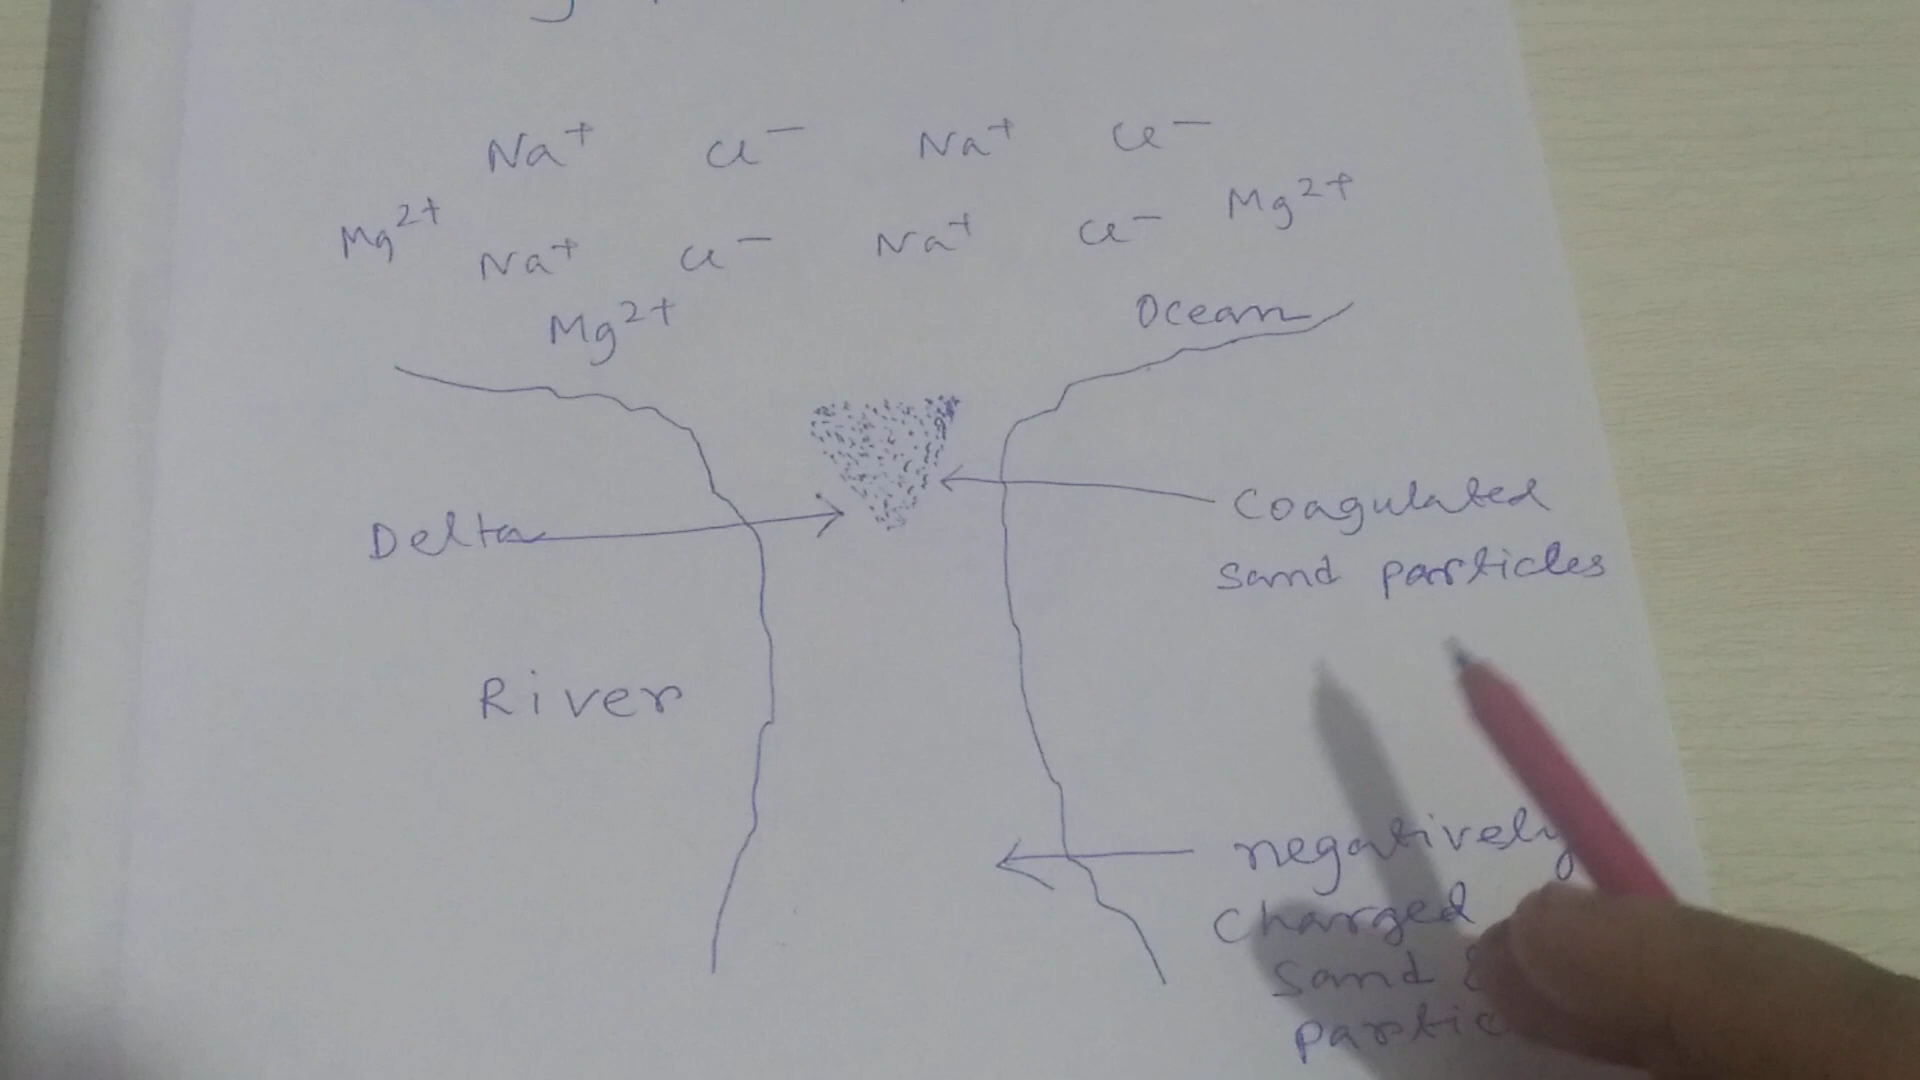 Na⁺ Cl⁻ Na⁺ Cl⁻
Mg²⁺ Na⁺ Cl⁻ Na⁺ Cl⁻ Mg²⁺
Mg²⁺
Ocean
Delta
Coagulated
sand particles
River
negatively
charged
sand